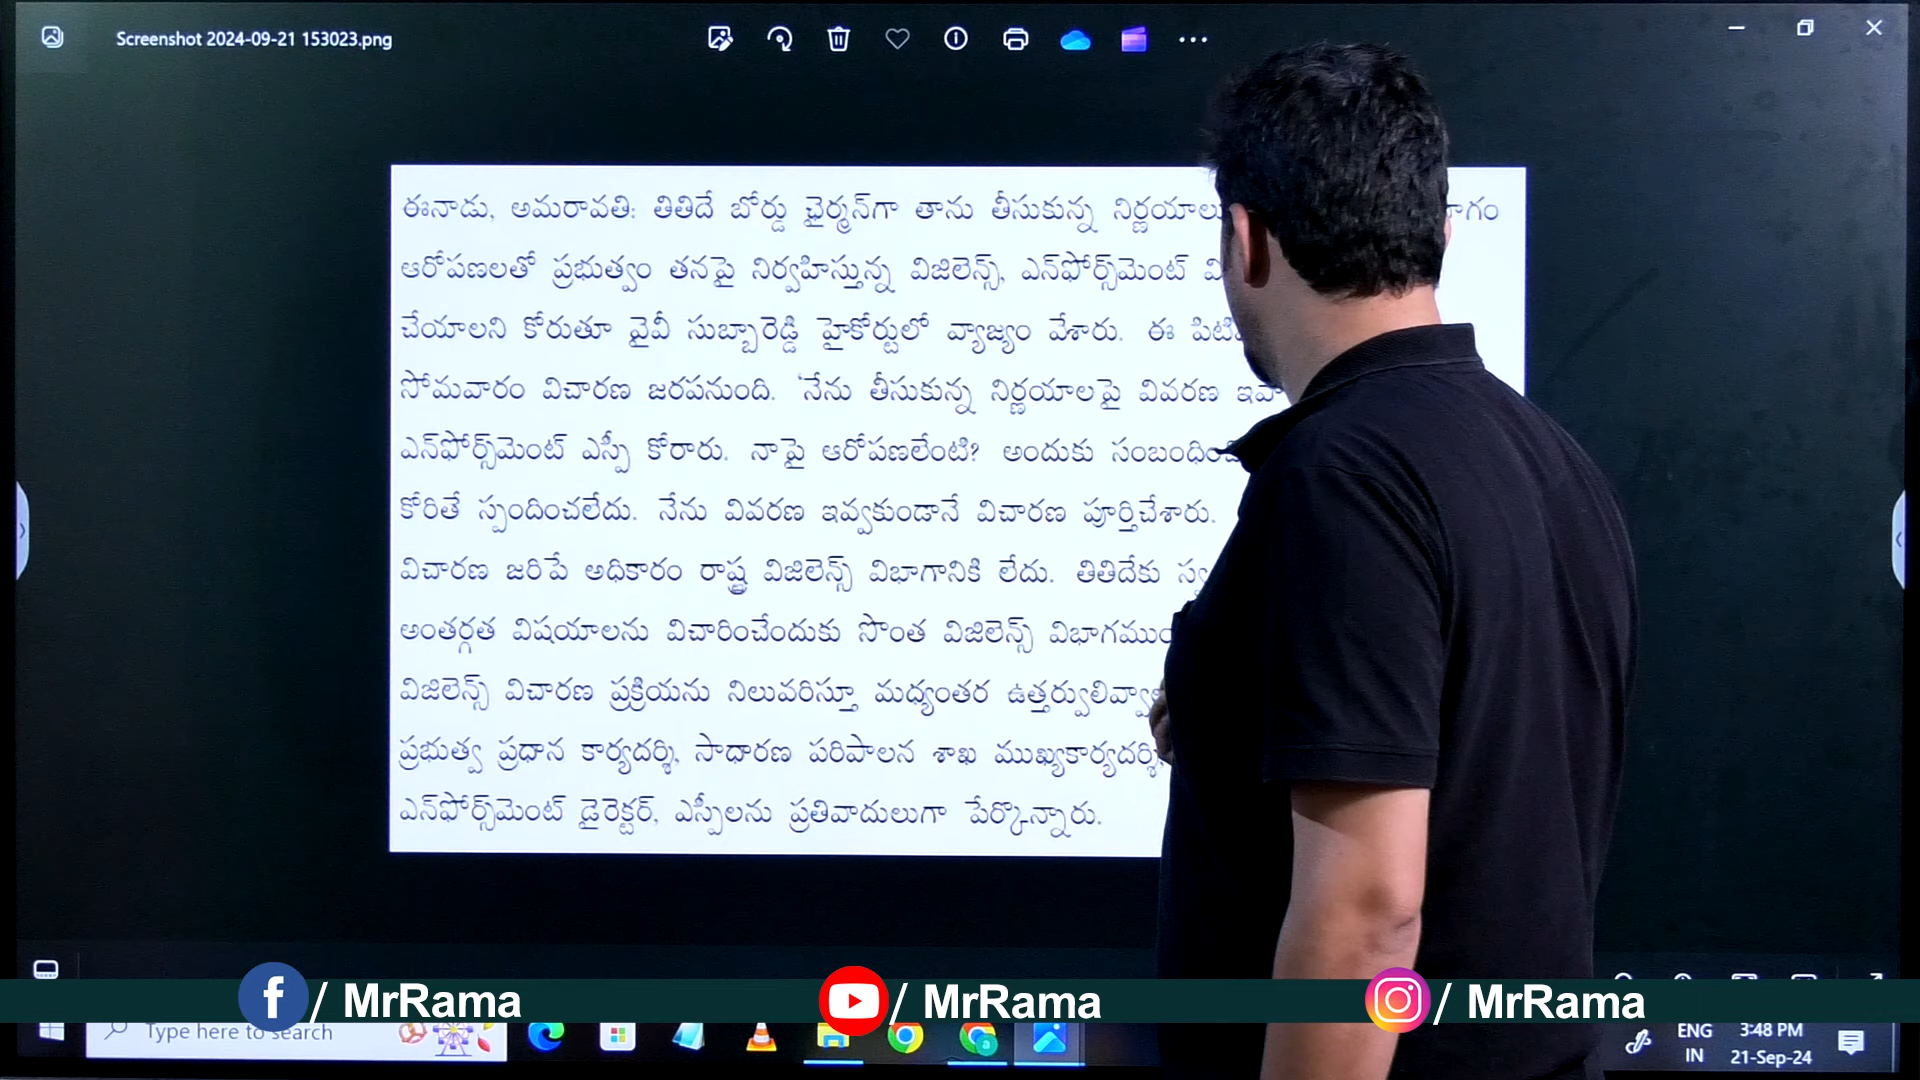 Screenshot 2024-09-21 153023.png
ఈనాడు, అమరావతి: తితిదే బోర్డు ఛైర్మన్‌గా తాను తీసుకున్న నిర్ణయాలు
ఆరోపణలతో ప్రభుత్వం తనపై నిర్వహిస్తున్న విజిలెన్స్, ఎన్‌ఫోర్స్‌మెంట్
చేయాలని కోరుతూ వైవీ సుబ్బారెడ్డి హైకోర్టులో వ్యాజ్యం వేశారు. ఈ
సోమవారం విచారణ జరపనుంది. ‘నేను తీసుకున్న నిర్ణయాలపై వివరణ
ఎన్‌ఫోర్స్‌మెంట్ ఎస్పీ కోరారు. నాపై ఆరోపణలేంటి? అందుకు
కోరితే స్పందించలేదు. నేను వివరణ ఇవ్వకుండానే విచారణ పూర్తిచేశారు.
విచారణ జరిపే అధికారం రాష్ట్ర విజిలెన్స్ విభాగానికి లేదు. తితిదేకు
అంతర్గత విషయాలను విచారించేందుకు సొంత విజిలెన్స్
విజిలెన్స్ విచారణ ప్రక్రియను నిలువరిస్తూ మధ్యంతర
ప్రభుత్వ ప్రధాన కార్యదర్శి, సాధారణ పరిపాలన శాఖ ముఖ్యకార్యదర్శి,
ఎన్‌ఫోర్స్‌మెంట్ డైరెక్టర్, ఎస్పీలను ప్రతివాదులుగా పేర్కొన్నారు.
/ MrRama / MrRama / MrRama
Type here to search
ENG 3:48 PM
IN 21-Sep-24